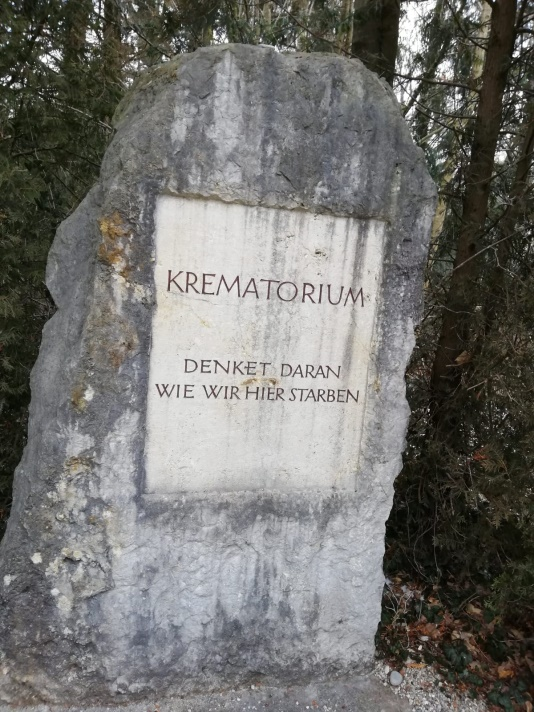 KREMATORIUM
DENKET DARAN
WIE WIR HIER STARBEN